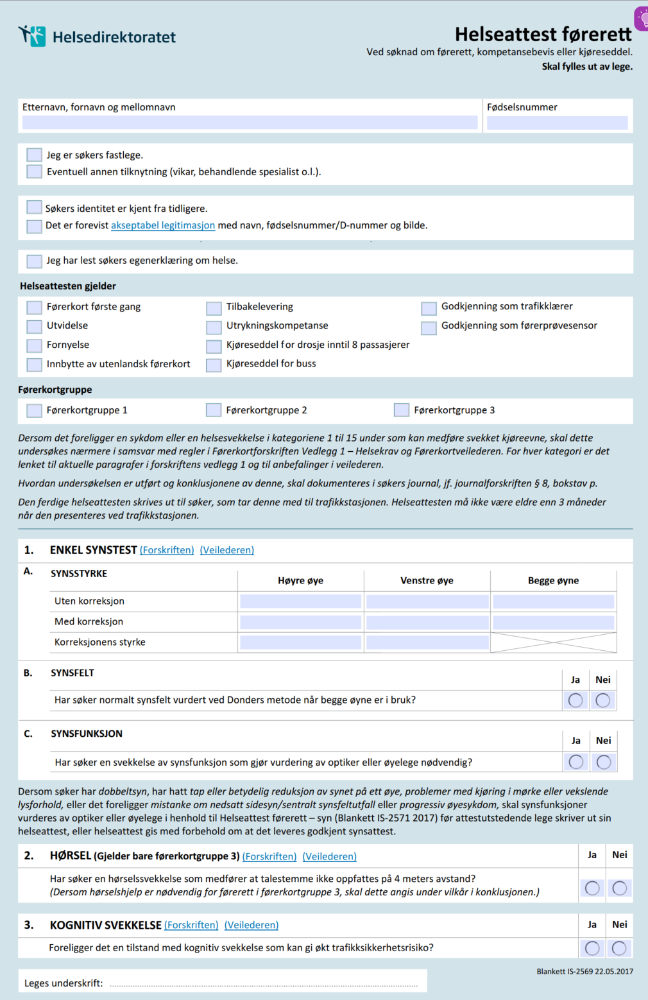 Helsedirektoratet
Helseattest førerett
Ved søknad om førerett, kompetansebevis eller kjøreseddel.
Skal fylles ut av lege.
Etternavn, fornavn og mellomnavn
Fødselsnummer
Jeg er søkers fastlege.
Eventuell annen tilknytning (vikar, behandlende spesialist o.l.).
Søkers identitet er kjent fra tidligere.
Det er forevist akseptabel legitimasjon med navn, fødselsnummer/D-nummer og bilde.
Jeg har lest søkers egenerklæring om helse.
Helseattesten gjelder
Førerkort første gang
Tilbakelevering
Godkjenning som trafikklærer
Utvidelse
Utrykningskompetanse
Godkjenning som førerprøvesensor
Fornyelse
Kjøreseddel for drosje inntil 8 passasjerer
Innbytte av utenlandsk førerkort
Kjøreseddel for buss
Førerkortgruppe
Førerkortgruppe 1
Førerkortgruppe 2
Førerkortgruppe 3
Dersom det foreligger en sykdom eller en helsesvekkelse i kategoriene 1 til 15 under som kan medføre svekket kjøreevne, skal dette
undersøkes nærmere i samsvar med regler i Førerkortforskriften Vedlegg 1 – Helsekrav og Førerkortveilederen. For hver kategori er det
lenket til aktuelle paragrafer i forskriftens vedlegg 1 og til anbefalinger i veilederen.
Hvordan undersøkelsen er utført og konklusjonene av denne, skal dokumenteres i søkers journal, jf. journalforskriften § 8, bokstav p.
Den ferdige helseattesten skrives ut til søker, som tar denne med til trafikkstasjonen. Helseattesten må ikke være eldre enn 3 måneder
når den presenteres ved trafikkstasjonen.
1. ENKEL SYNSTEST (Forskriften) (Veilederen)
A. SYNSSTYRKE
Høyre øye
Venstre øye
Begge øyne
Uten korreksjon
Med korreksjon
Korreksjonens styrke
B. SYNSFELT
Ja Nei
Har søker normalt synsfelt vurdert ved Donders metode når begge øyne er i bruk?
C. SYNSFUNKSJON
Ja Nei
Har søker en svekkelse av synsfunksjon som gjør vurdering av optiker eller øyelege nødvendig?
Dersom søker har dobbeltsyn, har hatt tap eller betydelig reduksjon av synet på ett øye, problemer med kjøring i mørke eller vekslende
lysforhold, eller det foreligger mistanke om nedsatt sidesyn/sentralt synsfeltutfall eller progressiv øyesykdom, skal synsfunksjoner
vurderes av optiker eller øyelege i henhold til Helseattest førerett – syn (Blankett IS-2571 2017) før attestutstedende lege skriver ut sin
helseattest, eller helseattest gis med forbehold om at det leveres godkjent synsattest.
2. HØRSEL (Gjelder bare førerkortgruppe 3) (Forskriften) (Veilederen)
Ja Nei
Har søker en hørselssvekkelse som medfører at talestemme ikke oppfattes på 4 meters avstand?
(Dersom hørselshjelp er nødvendig for førerett i førerkortgruppe 3, skal dette angis under vilkår i konklusjonen.)
3. KOGNITIV SVEKKELSE (Forskriften) (Veilederen)
Ja Nei
Foreligger det en tilstand med kognitiv svekkelse som kan gi økt trafikksikkerhetsrisiko?
Blankett IS-2569 22.05.2017
Leges underskrift: